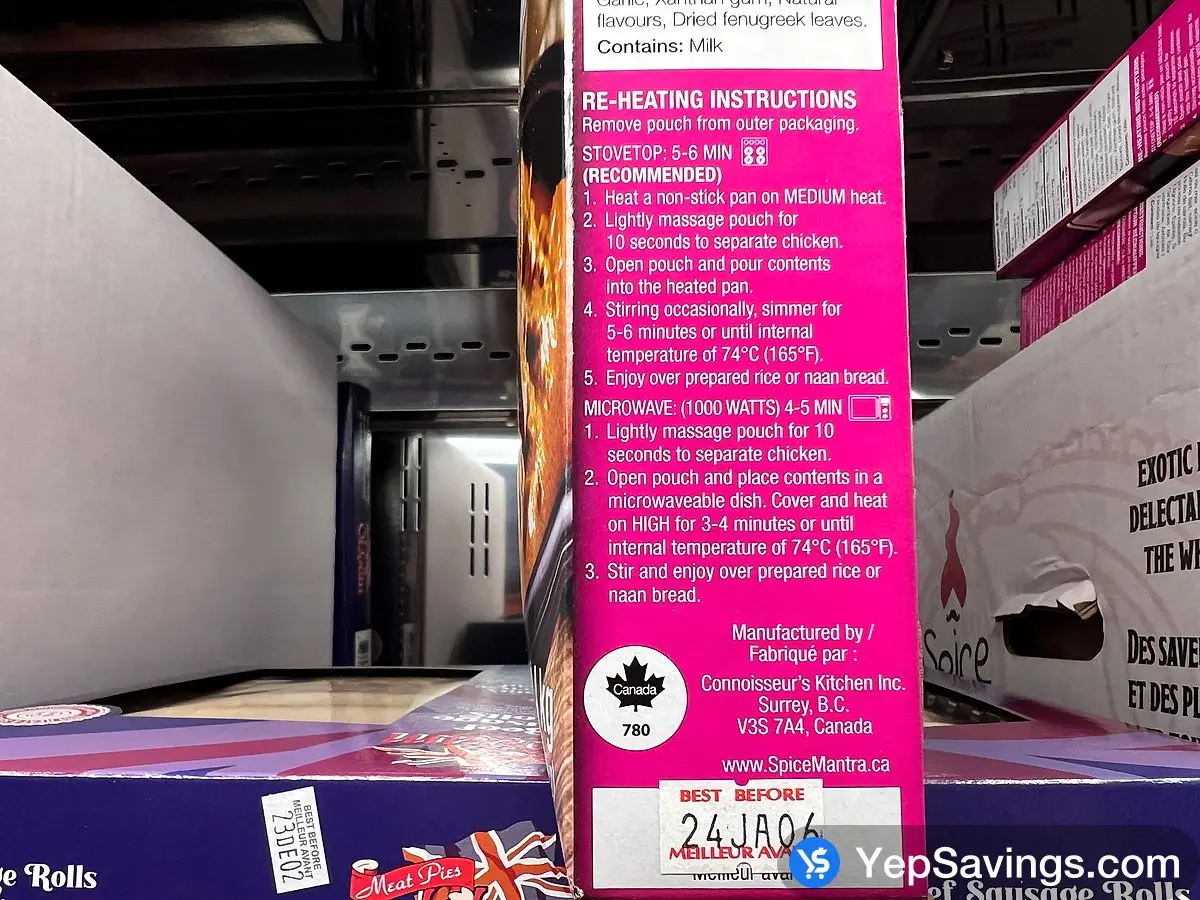 Garlic, Xanthan gum, Natural
flavours, Dried fenugreek leaves.
Contains: Milk
RE-HEATING INSTRUCTIONS
Remove pouch from outer packaging.
STOVETOP: 5-6 MIN
(RECOMMENDED)
1. Heat a non-stick pan on MEDIUM heat.
2. Lightly massage pouch for
10 seconds to separate chicken.
3. Open pouch and pour contents
into the heated pan.
4. Stirring occasionally, simmer for
5-6 minutes or until internal
temperature of 74°C (165°F).
5. Enjoy over prepared rice or naan bread.
MICROWAVE: (1000 WATTS) 4-5 MIN
1. Lightly massage pouch for 10
seconds to separate chicken.
2. Open pouch and place contents in a
microwaveable dish. Cover and heat
on HIGH for 3-4 minutes or until
internal temperature of 74°C (165°F).
3. Stir and enjoy over prepared rice or
naan bread.
Manufactured by /
Fabriqué par :
Connoisseur's Kitchen Inc.
Surrey, B.C.
V3S 7A4, Canada
Canada
780
www.SpiceMantra.ca
BEST BEFORE
24JA06
MEILLEUR AVA
Meilleur avai
BEST BEFORE
MEILLEUR AVANT
23DE02
ge Rolls
Meat Pies
ef Sausage Rolls
EXOTIC
DELECTA
THE W
Spice
DES SAVE
ET DES PL
YepSavings.com